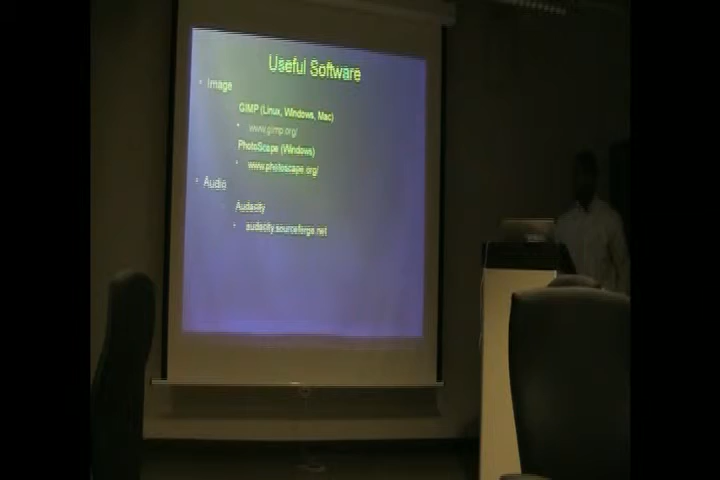 Useful Software
Image
GIMP (Linux, Windows, Mac)
www.gimp.org/
PhotoScape (Windows)
www.photoscape.org/
Audio
Audacity
audacity.sourceforge.net